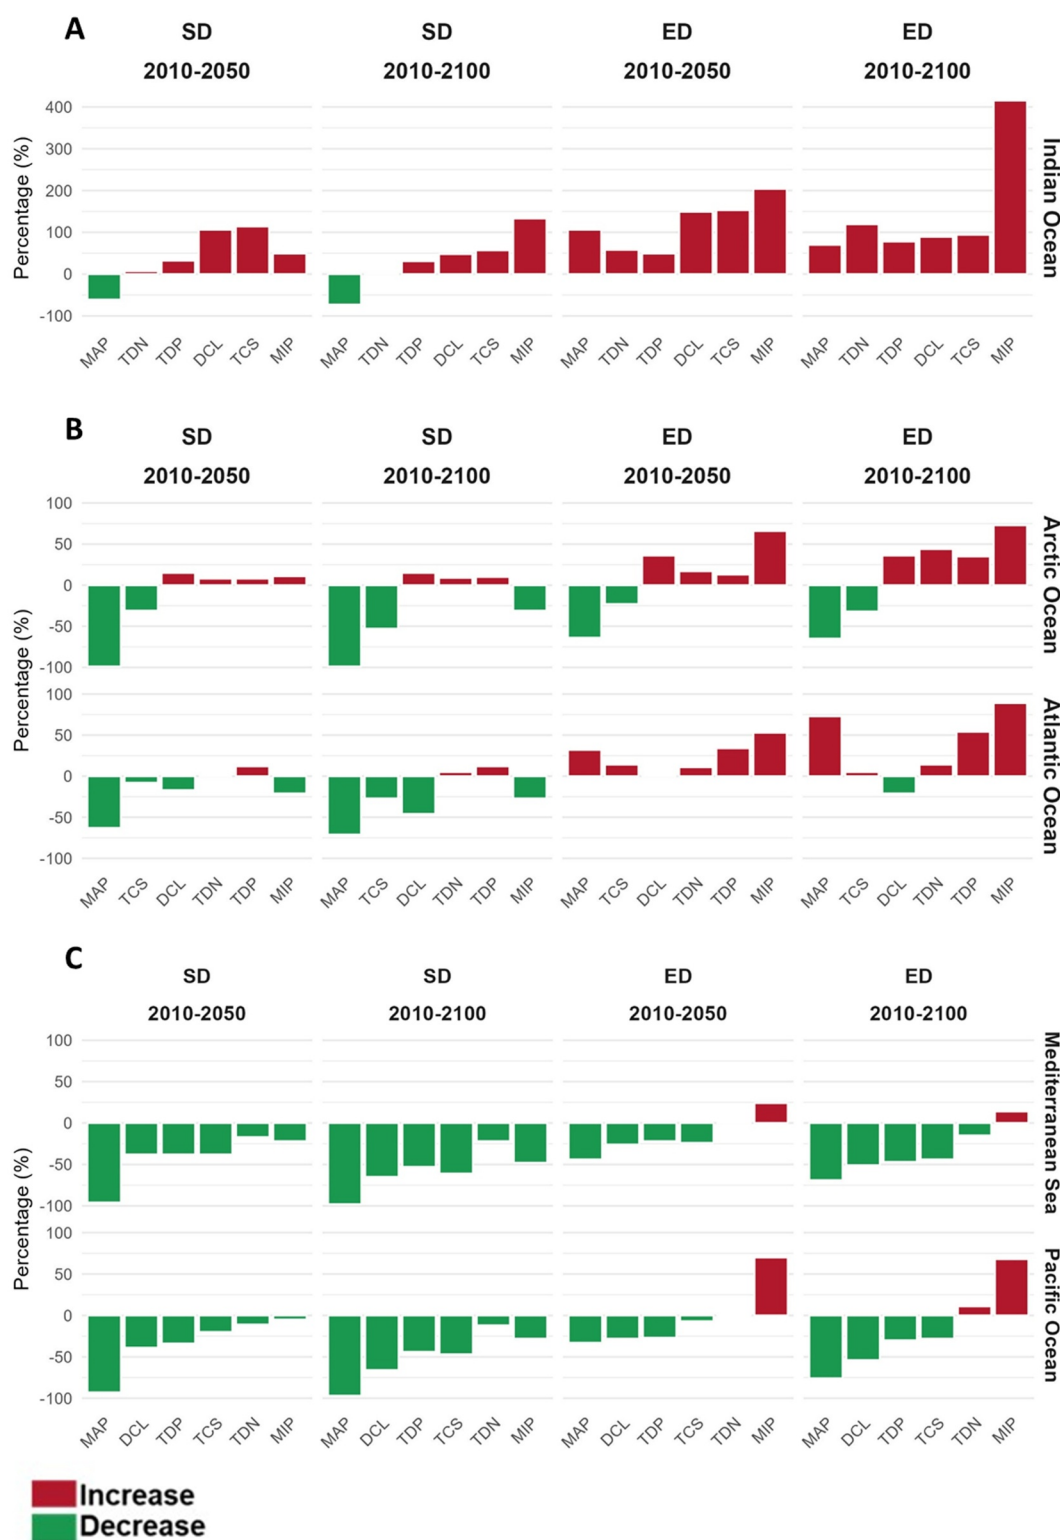 A
SD SD ED ED
2010-2050 2010-2100 2010-2050 2010-2100
400
300
200
100
0
-100
Percentage (%)
Indian Ocean
MAP TDN TDP DCL TCS MIP MAP TDN TDP DCL TCS MIP MAP TDN TDP DCL TCS MIP MAP TDN TDP DCL TCS MIP
B
SD SD ED ED
2010-2050 2010-2100 2010-2050 2010-2100
100
50
0
-50
-100
Arctic Ocean
Percentage (%)
100
50
0
-50
-100
Atlantic Ocean
MAP TCS DCL TDN TDP MIP MAP TCS DCL TDN TDP MIP MAP TCS DCL TDN TDP MIP MAP TCS DCL TDN TDP MIP
C
SD SD ED ED
2010-2050 2010-2100 2010-2050 2010-2100
100
50
0
-50
-100
Mediterranean Sea
Percentage (%)
100
50
0
-50
-100
Pacific Ocean
MAP DCL TDP TCS TDN MIP MAP DCL TDP TCS TDN MIP MAP DCL TDP TCS TDN MIP MAP DCL TDP TCS TDN MIP
Increase
Decrease